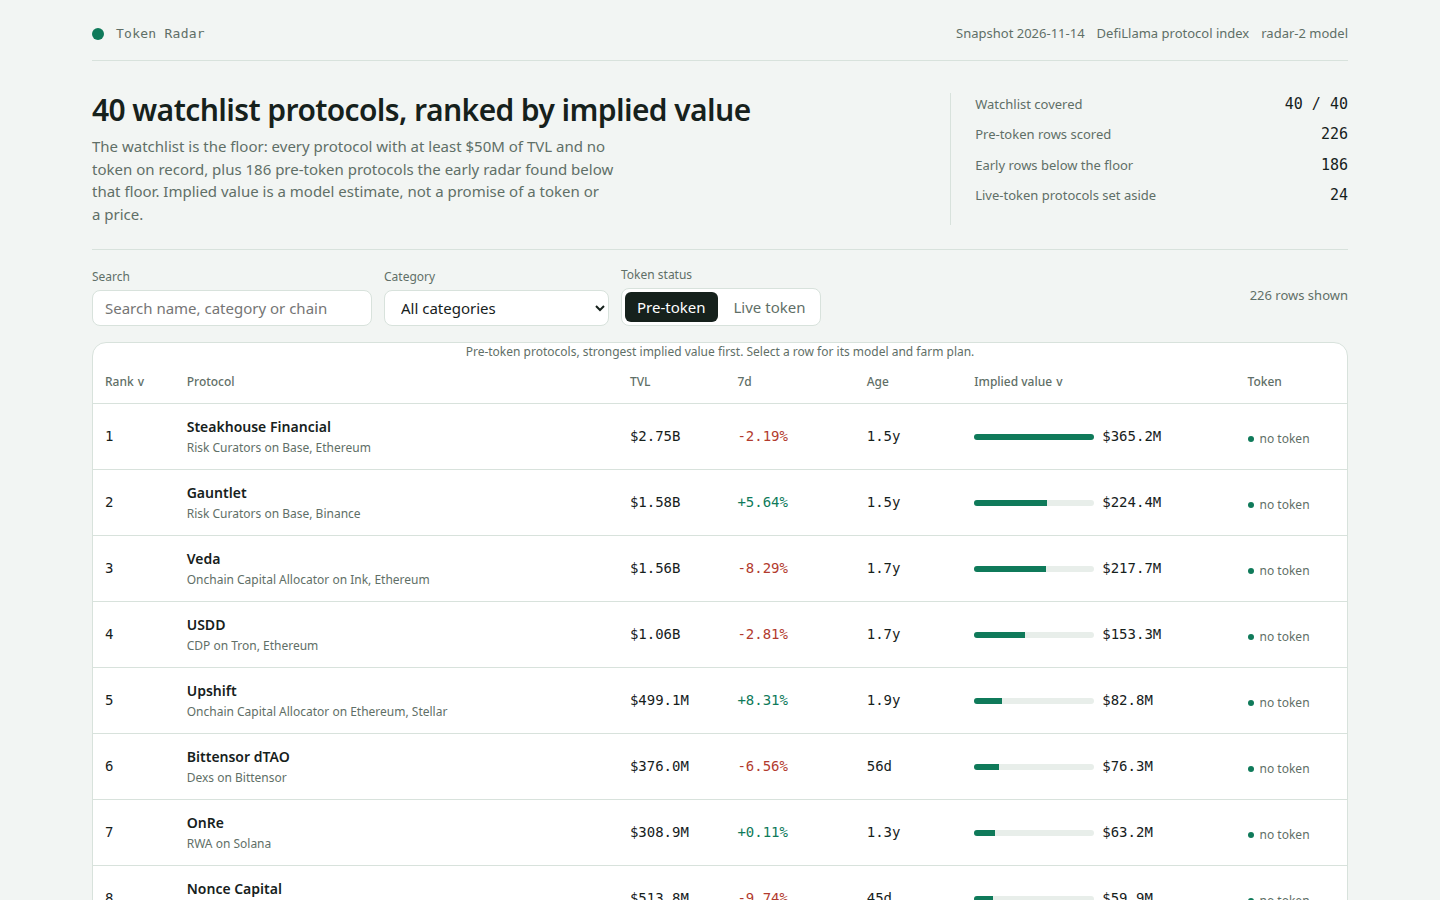 Token Radar
Snapshot 2026-11-14 DefiLlama protocol index radar-2 model
40 watchlist protocols, ranked by implied value
The watchlist is the floor: every protocol with at least $50M of TVL and no
token on record, plus 186 pre-token protocols the early radar found below
that floor. Implied value is a model estimate, not a promise of a token or
a price.
Watchlist covered 40 / 40
Pre-token rows scored 226
Early rows below the floor 186
Live-token protocols set aside 24
Search Category Token status
Search name, category or chain All categories Pre-token Live token
226 rows shown
Pre-token protocols, strongest implied value first. Select a row for its model and farm plan.
Rank v Protocol TVL 7d Age Implied value v Token
1 Steakhouse Financial $2.75B -2.19% 1.5y $365.2M no token
Risk Curators on Base, Ethereum
2 Gauntlet $1.58B +5.64% 1.5y $224.4M no token
Risk Curators on Base, Binance
3 Veda $1.56B -8.29% 1.7y $217.7M no token
Onchain Capital Allocator on Ink, Ethereum
4 USDD $1.06B -2.81% 1.7y $153.3M no token
CDP on Tron, Ethereum
5 Upshift $499.1M +8.31% 1.9y $82.8M no token
Onchain Capital Allocator on Ethereum, Stellar
6 Bittensor dTAO $376.0M -6.56% 56d $76.3M no token
Dexs on Bittensor
7 OnRe $308.9M +0.11% 1.3y $63.2M no token
RWA on Solana
8 Nonce Capital $513.8M -9.74% 45d $59.9M no token